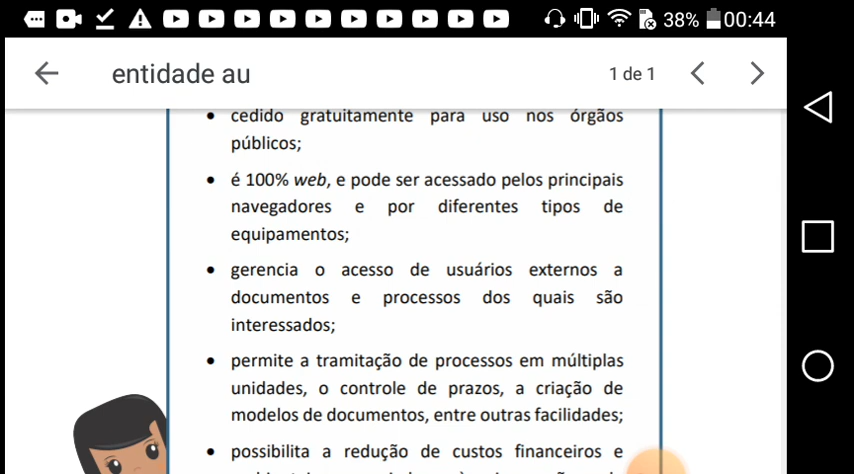 38% 00:44
entidade au 1 de 1
• cedido gratuitamente para uso nos órgãos
públicos;
• é 100% web, e pode ser acessado pelos principais
navegadores e por diferentes tipos de
equipamentos;
• gerencia o acesso de usuários externos a
documentos e processos dos quais são
interessados;
• permite a tramitação de processos em múltiplas
unidades, o controle de prazos, a criação de
modelos de documentos, entre outras facilidades;
• possibilita a redução de custos financeiros e